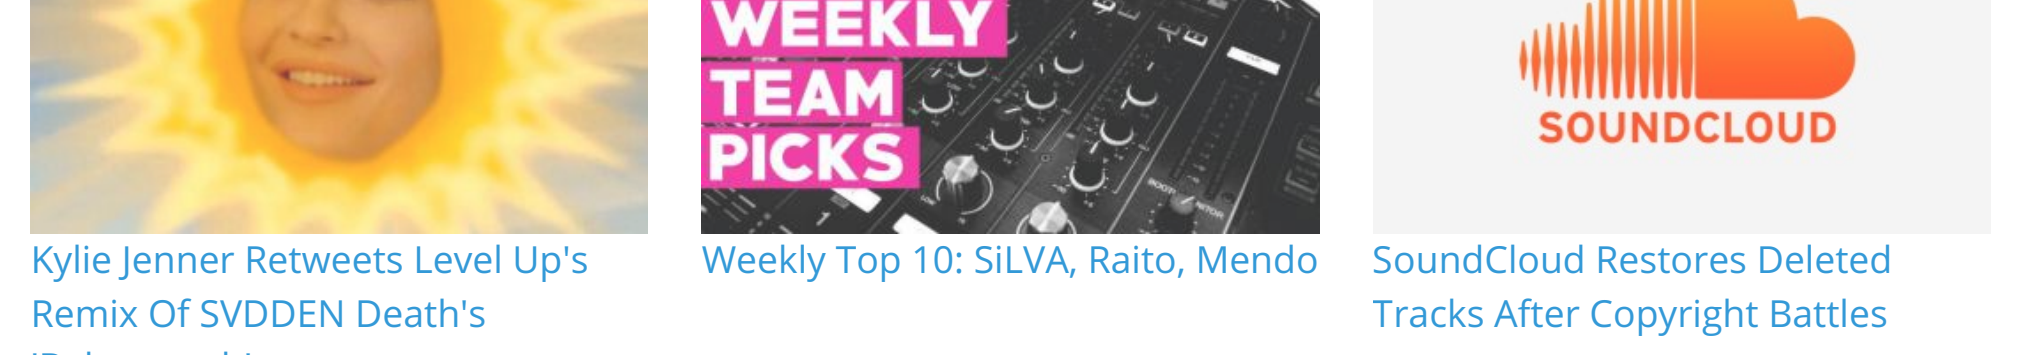 WEEKLY
TEAM
PICKS
SOUNDCLOUD
Kylie Jenner Retweets Level Up's
Remix Of SVDDEN Death's
Weekly Top 10: SiLVA, Raito, Mendo
SoundCloud Restores Deleted
Tracks After Copyright Battles